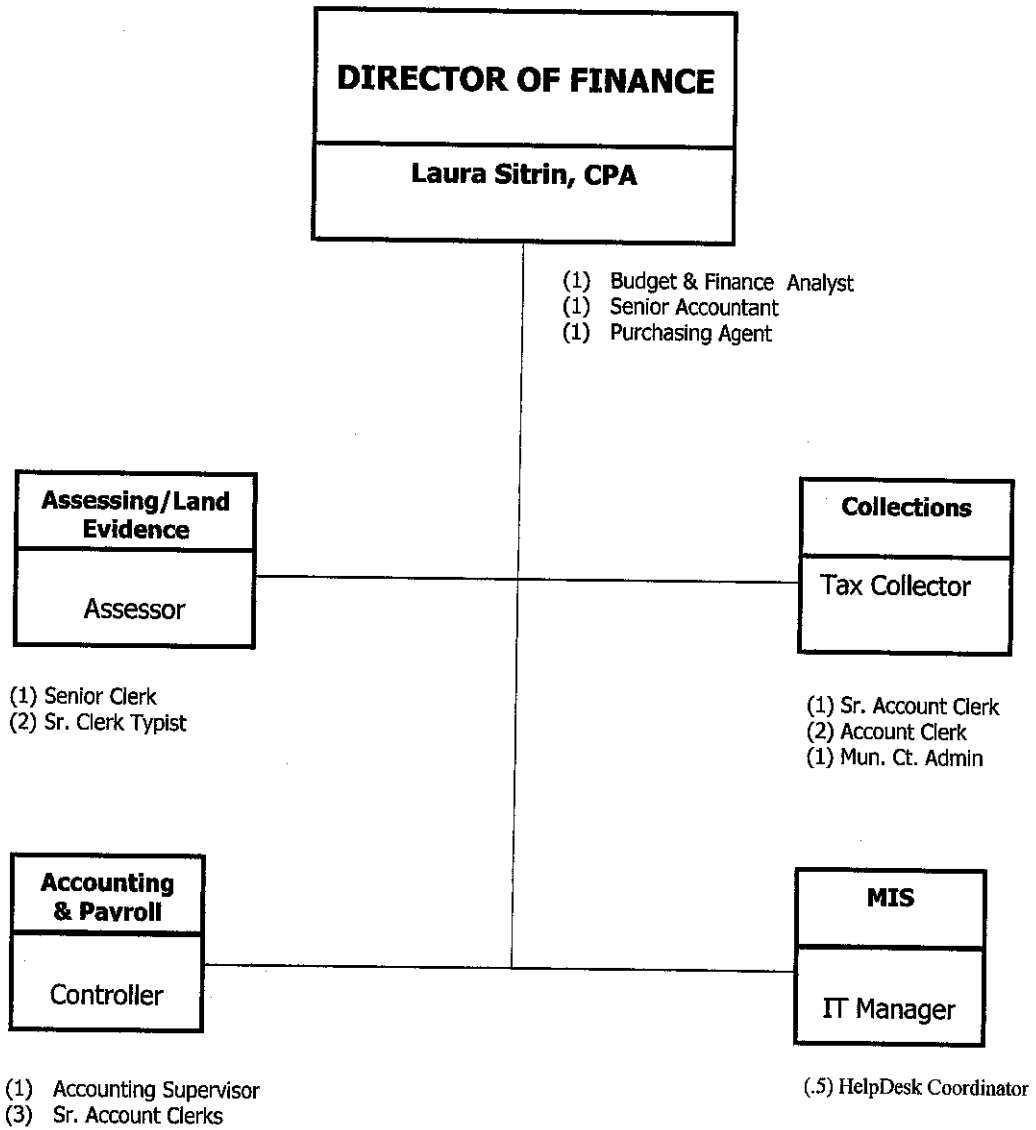 DIRECTOR OF FINANCE
Laura Sitrin, CPA
(1) Budget & Finance Analyst
(1) Senior Accountant
(1) Purchasing Agent
Assessing/Land
Evidence
Assessor
(1) Senior Clerk
(2) Sr. Clerk Typist
Collections
Tax Collector
(1) Sr. Account Clerk
(2) Account Clerk
(1) Mun. Ct. Admin
Accounting
& Payroll
Controller
(1) Accounting Supervisor
(3) Sr. Account Clerks
MIS
IT Manager
(.5) HelpDesk Coordinator